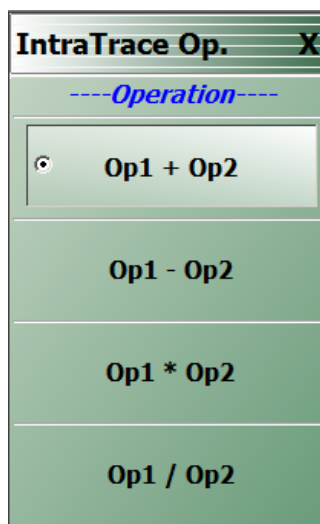 IntraTrace Op. X
----Operation----
Op1 + Op2
Op1 - Op2
Op1 * Op2
Op1 / Op2